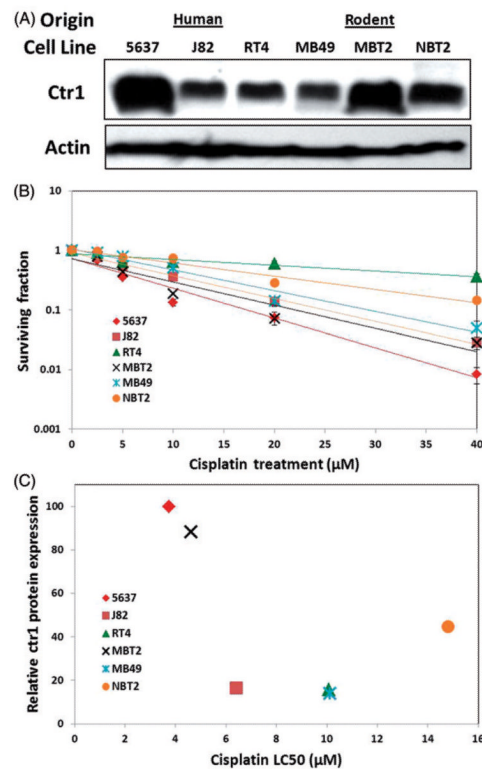 (A) Origin Human Rodent
Cell Line 5637 J82 RT4 MB49 MBT2 NBT2
Ctr1
Actin
(B)
10
1
0.1
0.01
0.001
Surviving fraction
5637
J82
RT4
MBT2
MB49
NBT2
0 5 10 15 20 25 30 35 40
Cisplatin treatment (μM)
(C)
100
80
60
40
20
0
Relative ctr1 protein expression
5637
J82
RT4
MBT2
MB49
NBT2
0 2 4 6 8 10 12 14 16
Cisplatin LC50 (μM)